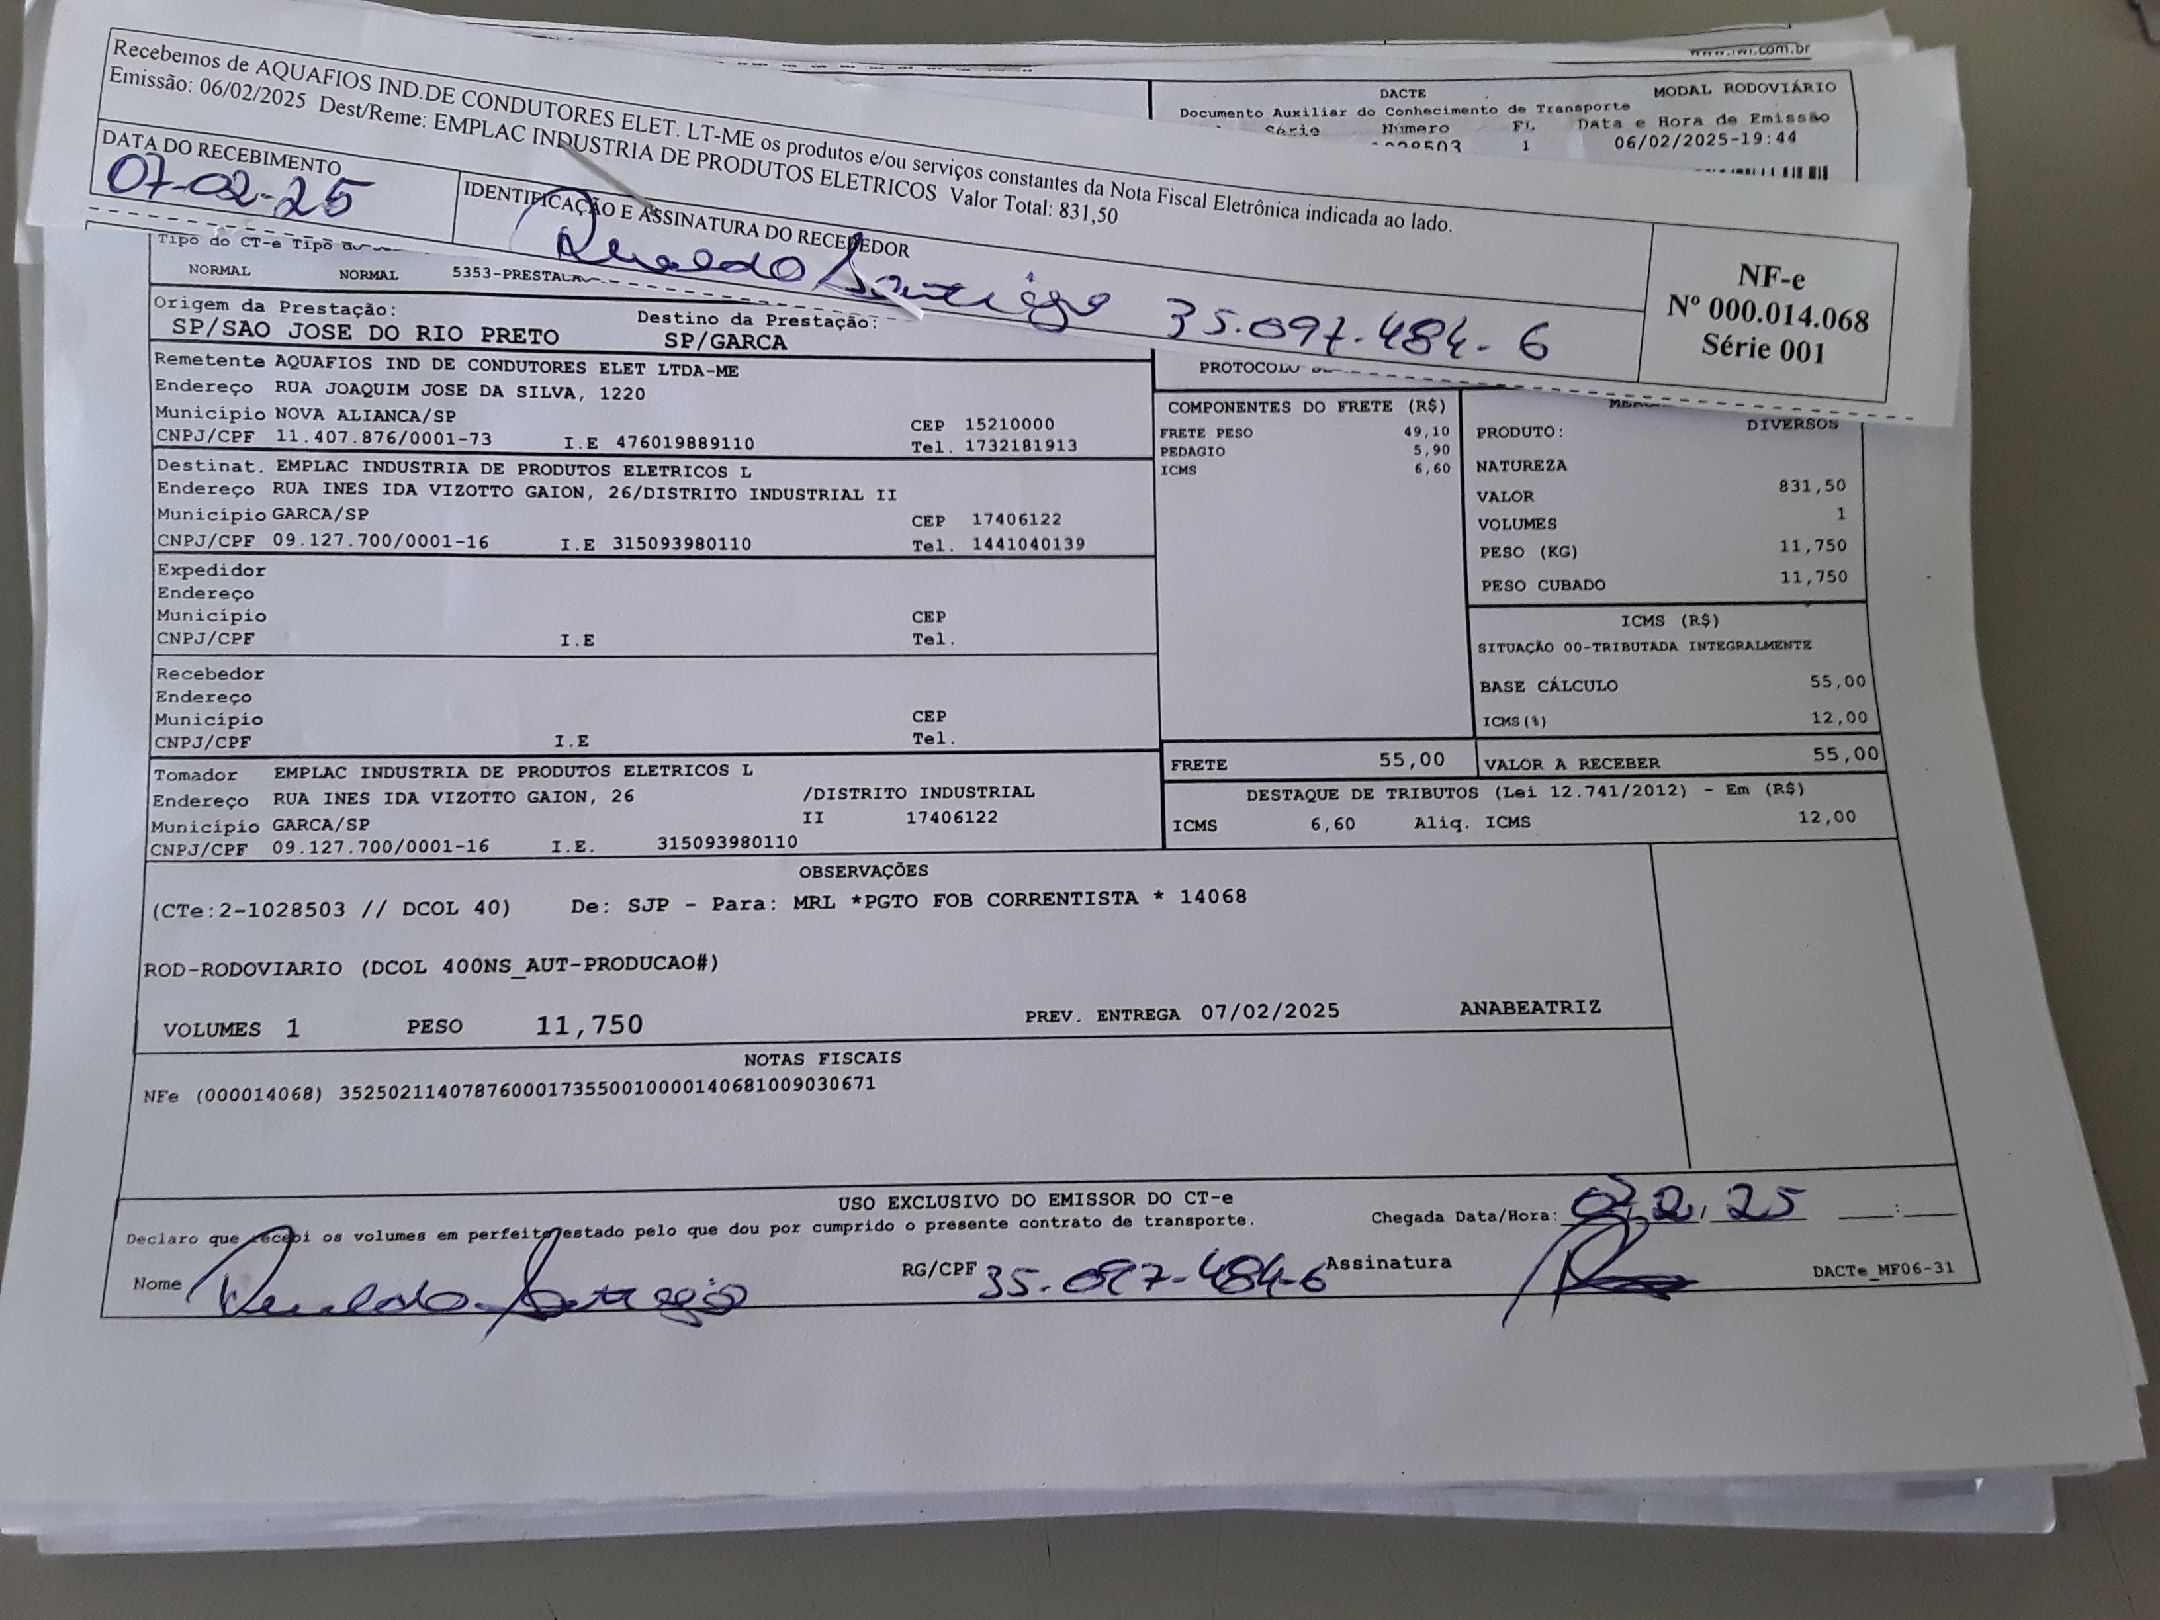 www.iwi.com.br
Recebemos de AQUAFIOS IND.DE CONDUTORES ELET. LT-ME os produtos e/ou serviços constantes da Nota Fiscal Eletrônica indicada ao lado.
Emissão: 06/02/2025 Dest/Reme: EMPLAC INDUSTRIA DE PRODUTOS ELETRICOS Valor Total: 831,50
DATA DO RECEBIMENTO
07-02-25
IDENTIFICAÇÃO E ASSINATURA DO RECEBEDOR
Santiago 35.097.484-6
NF-e
Nº 000.014.068
Série 001
DACTE MODAL RODOVIÁRIO
Documento Auxiliar do Conhecimento de Transporte
Série Número FL Data e Hora de Emissão
1 06/02/2025-19:44
Tipo do CT-e Tipo
NORMAL NORMAL 5353-
Origem da Prestação: Destino da Prestação:
SP/SAO JOSE DO RIO PRETO SP/GARCA
Remetente AQUAFIOS IND DE CONDUTORES ELET LTDA-ME
Endereço RUA JOAQUIM JOSE DA SILVA, 1220
Município NOVA ALIANCA/SP CEP 15210000
CNPJ/CPF 11.407.876/0001-73 I.E 476019889110 Tel. 1732181913
Destinat. EMPLAC INDUSTRIA DE PRODUTOS ELETRICOS L
Endereço RUA INES IDA VIZOTTO GAION, 26/DISTRITO INDUSTRIAL II
Município GARCA/SP CEP 17406122
CNPJ/CPF 09.127.700/0001-16 I.E 315093980110 Tel. 1441040139
Expedidor
Endereço
Município CEP
CNPJ/CPF I.E Tel.
Recebedor
Endereço
Município CEP
CNPJ/CPF I.E Tel.
Tomador EMPLAC INDUSTRIA DE PRODUTOS ELETRICOS L
Endereço RUA INES IDA VIZOTTO GAION, 26 /DISTRITO INDUSTRIAL
Município GARCA/SP II 17406122
CNPJ/CPF 09.127.700/0001-16 I.E. 315093980110
PROTOCOLO
COMPONENTES DO FRETE (R$)
FRETE PESO 49,10
PEDAGIO 5,90
ICMS 6,60
PRODUTO: DIVERSOS
NATUREZA
VALOR 831,50
VOLUMES 1
PESO (KG) 11,750
PESO CUBADO 11,750
ICMS (R$)
SITUAÇÃO 00-TRIBUTADA INTEGRALMENTE
BASE CÁLCULO 55,00
ICMS(%) 12,00
FRETE 55,00 VALOR A RECEBER 55,00
DESTAQUE DE TRIBUTOS (Lei 12.741/2012) - Em (R$)
ICMS 6,60 Aliq. ICMS 12,00
OBSERVAÇÕES
(CTe:2-1028503 // DCOL 40) De: SJP - Para: MRL *PGTO FOB CORRENTISTA * 14068
ROD-RODOVIARIO (DCOL 400NS_AUT-PRODUCAO#)
VOLUMES 1 PESO 11,750 PREV. ENTREGA 07/02/2025 ANABEATRIZ
NOTAS FISCAIS
NFe (000014068) 35250211407876000173550010000140681009030671
USO EXCLUSIVO DO EMISSOR DO CT-e
Declaro que recebi os volumes em perfeito estado pelo que dou por cumprido o presente contrato de transporte. Chegada Data/Hora: 25 :
Nome Santiago RG/CPF 35.097-484-6 Assinatura DACTe_MF06-31